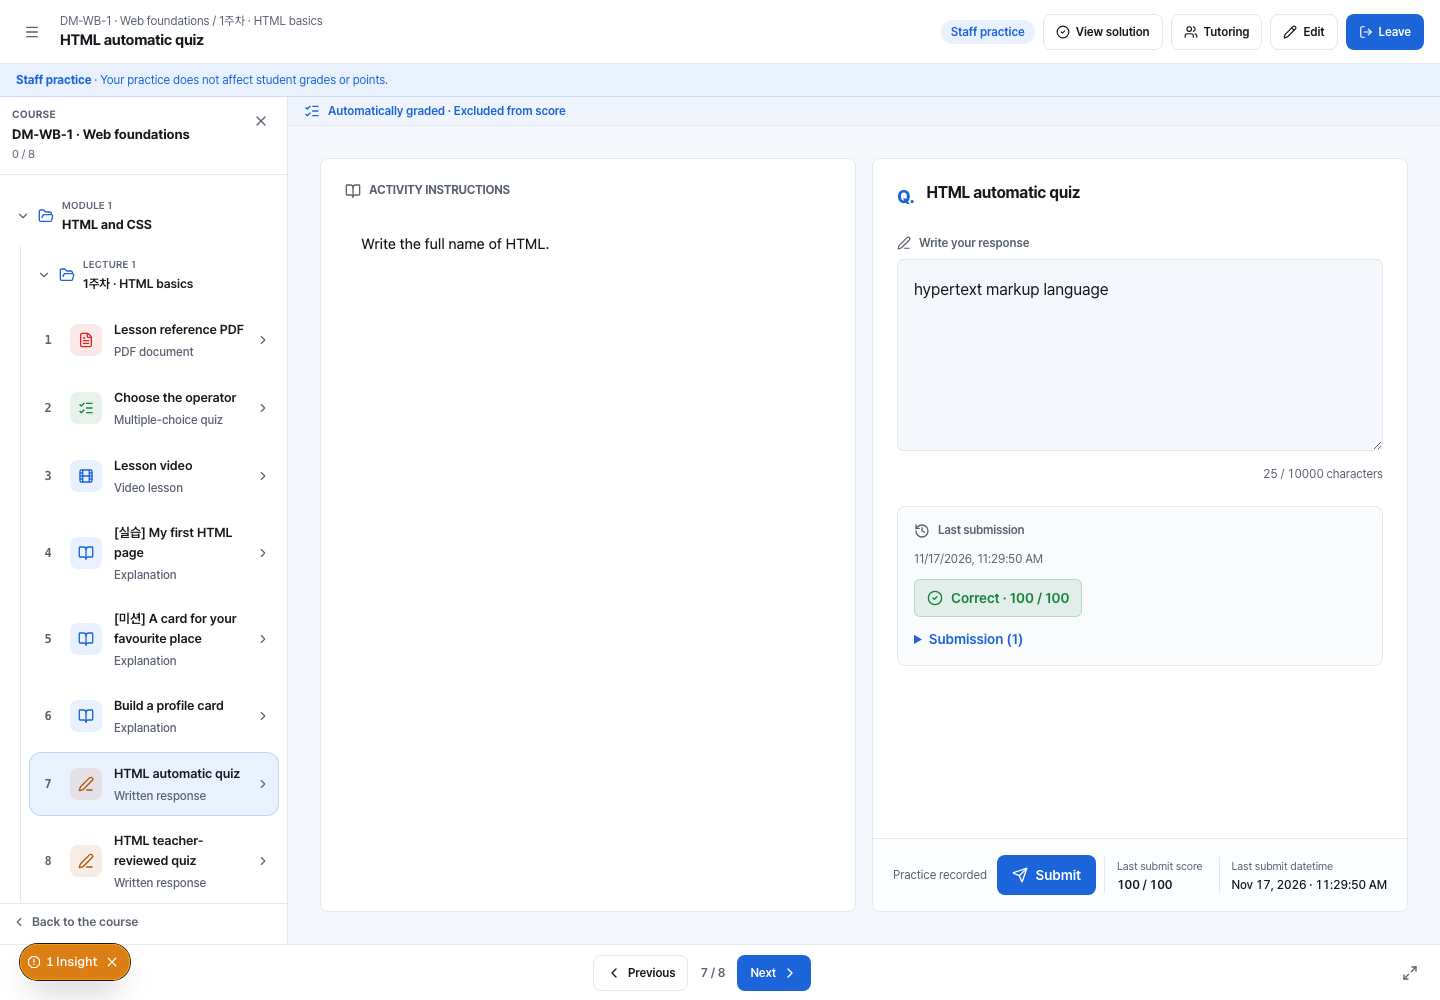 DM-WB-1 · Web foundations / 1주차 · HTML basics
HTML automatic quiz
Staff practice
View solution
Tutoring
Edit
Leave
Staff practice · Your practice does not affect student grades or points.
COURSE
DM-WB-1 · Web foundations
0 / 8
MODULE 1
HTML and CSS
LECTURE 1
1주차 · HTML basics
1
Lesson reference PDF
PDF document
2
Choose the operator
Multiple-choice quiz
3
Lesson video
Video lesson
4
[실습] My first HTML
page
Explanation
5
[미션] A card for your
favourite place
Explanation
6
Build a profile card
Explanation
7
HTML automatic quiz
Written response
8
HTML teacher-
reviewed quiz
Written response
Back to the course
1 Insight
Automatically graded · Excluded from score
ACTIVITY INSTRUCTIONS
Write the full name of HTML.
Q.
HTML automatic quiz
Write your response
hypertext markup language
25 / 10000 characters
Last submission
11/17/2026, 11:29:50 AM
Correct · 100 / 100
Submission (1)
Practice recorded
Submit
Last submit score
100 / 100
Last submit datetime
Nov 17, 2026 · 11:29:50 AM
Previous
7 / 8
Next